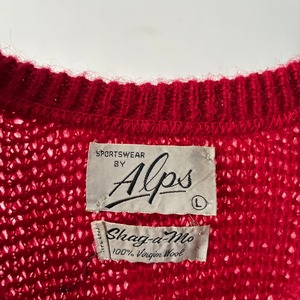 SPORTSWEAR
BY
Alps
L
Shag-a-Mo
100% Virgin Wool